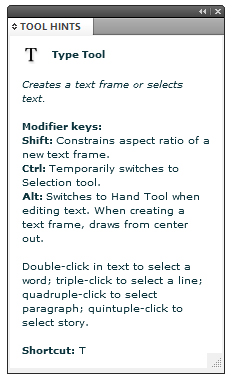 TOOL HINTS
T Type Tool
Creates a text frame or selects
text.
Modifier keys:
Shift: Constrains aspect ratio of a
new text frame.
Ctrl: Temporarily switches to
Selection tool.
Alt: Switches to Hand Tool when
editing text. When creating a
text frame, draws from center
out.
Double-click in text to select a
word; triple-click to select a line;
quadruple-click to select
paragraph; quintuple-click to
select story.
Shortcut: T